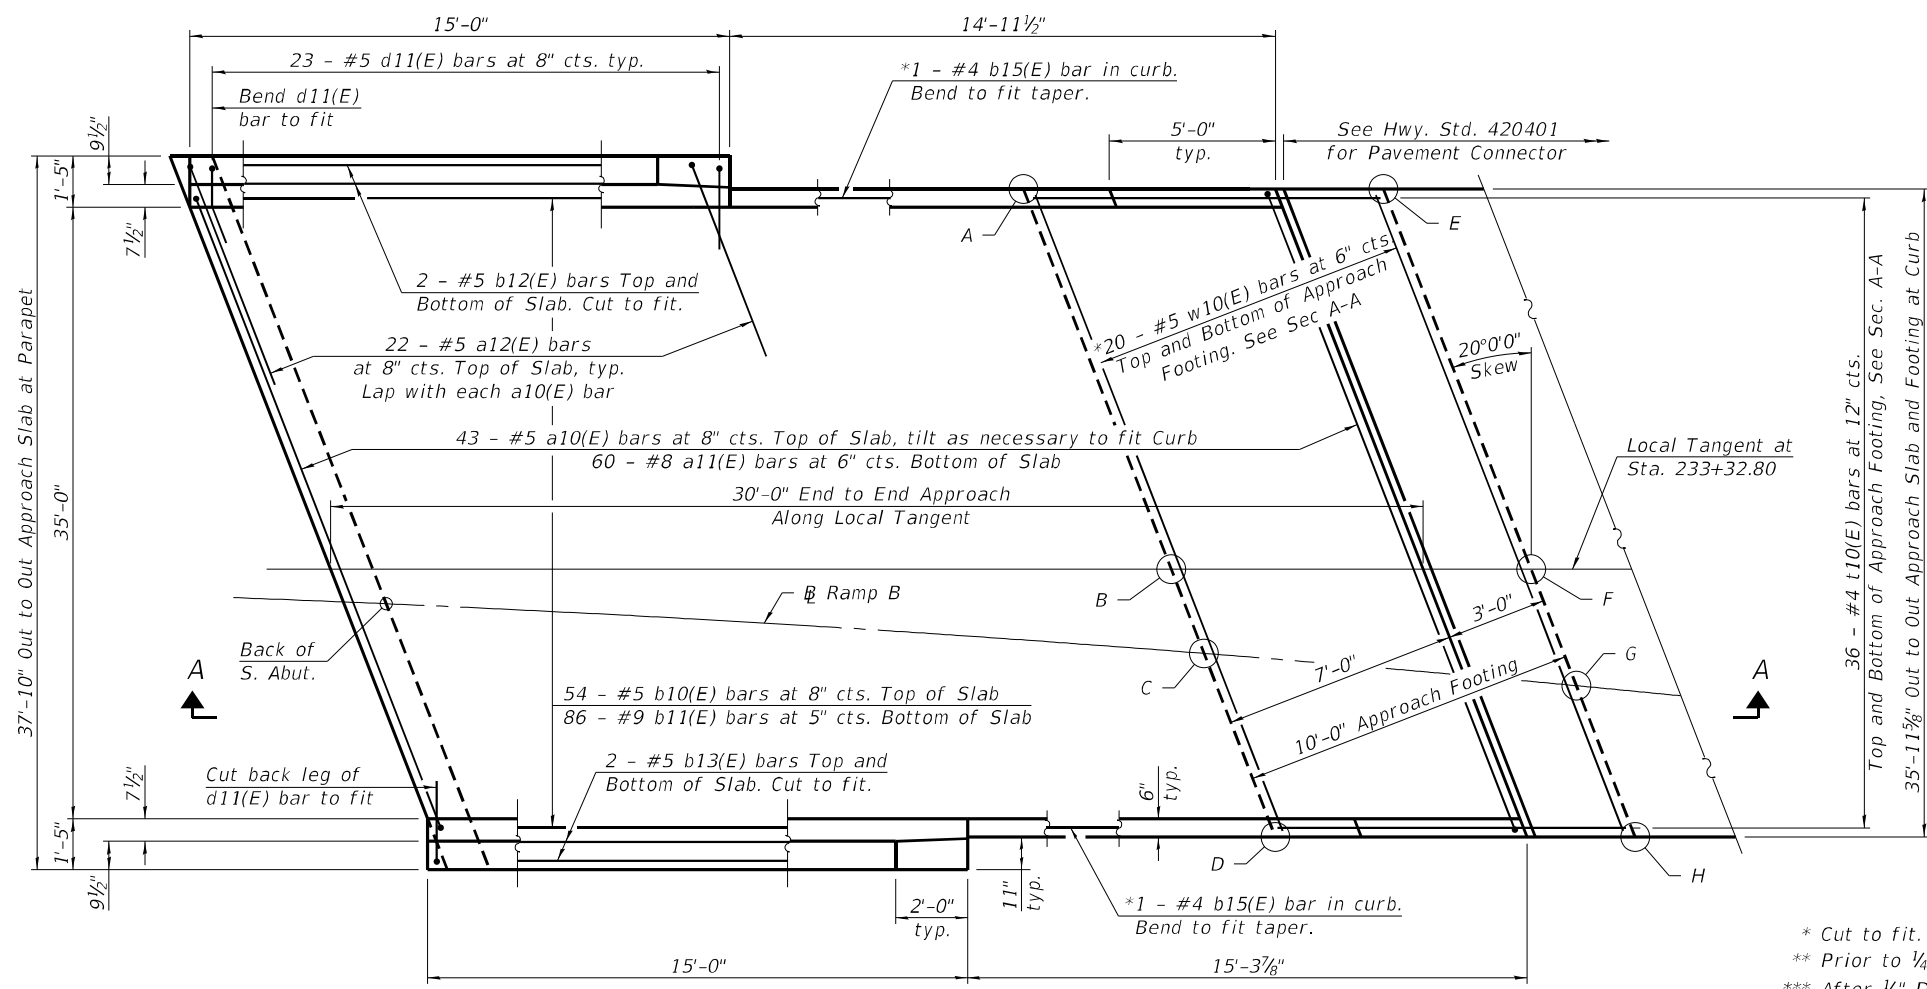 15'-0"
14'-11½"
23 - #5 d11(E) bars at 8" cts. typ.
*1 - #4 b15(E) bar in curb.
Bend to fit taper.
Bend d11(E)
bar to fit
9½"
1'-5"
7½"
5'-0"
typ.
See Hwy. Std. 420401
for Pavement Connector
A
E
2 - #5 b12(E) bars Top and
Bottom of Slab. Cut to fit.
22 - #5 a12(E) bars
at 8" cts. Top of Slab, typ.
Lap with each a10(E) bar
*20 - #5 w10(E) bars at 6" cts.
Top and Bottom of Approach
Footing. See Sec A-A
20°0'0"
Skew
37'-10" Out to Out Approach Slab at Parapet
35'-0"
43 - #5 a10(E) bars at 8" cts. Top of Slab, tilt as necessary to fit Curb
60 - #8 a11(E) bars at 6" cts. Bottom of Slab
Local Tangent at
Sta. 233+32.80
30'-0" End to End Approach
Along Local Tangent
36 - #4 t10(E) bars at 12" cts.
Top and Bottom of Approach Footing, See Sec. A-A
35'-11⅝" Out to Out Approach Slab and Footing at Curb
B
F
℄ Ramp B
Back of
S. Abut.
A
C
G
3'-0"
7'-0"
10'-0" Approach Footing
A
54 - #5 b10(E) bars at 8" cts. Top of Slab
86 - #9 b11(E) bars at 5" cts. Bottom of Slab
2 - #5 b13(E) bars Top and
Bottom of Slab. Cut to fit.
Cut back leg of
d11(E) bar to fit
7½"
1'-5"
9½"
6"
typ.
D
H
11"
typ.
2'-0"
typ.
*1 - #4 b15(E) bar in curb.
Bend to fit taper.
15'-0"
15'-3⅞"
* Cut to fit.
** Prior to ¼
*** After ¼" D